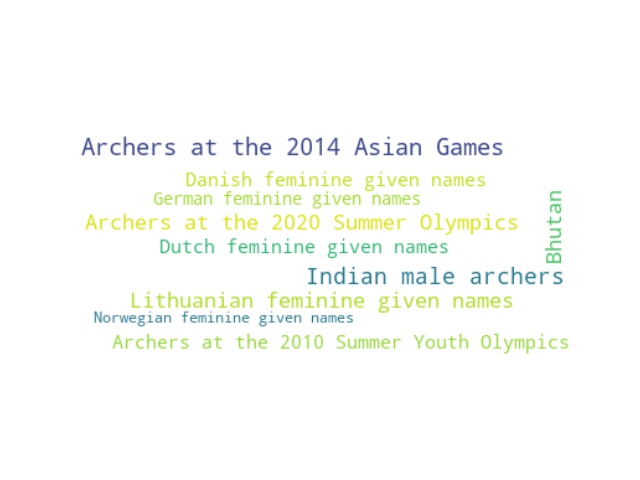 Archers at the 2014 Asian Games
Danish feminine given names
German feminine given names
Archers at the 2020 Summer Olympics
Bhutan
Dutch feminine given names
Indian male archers
Lithuanian feminine given names
Norwegian feminine given names
Archers at the 2010 Summer Youth Olympics